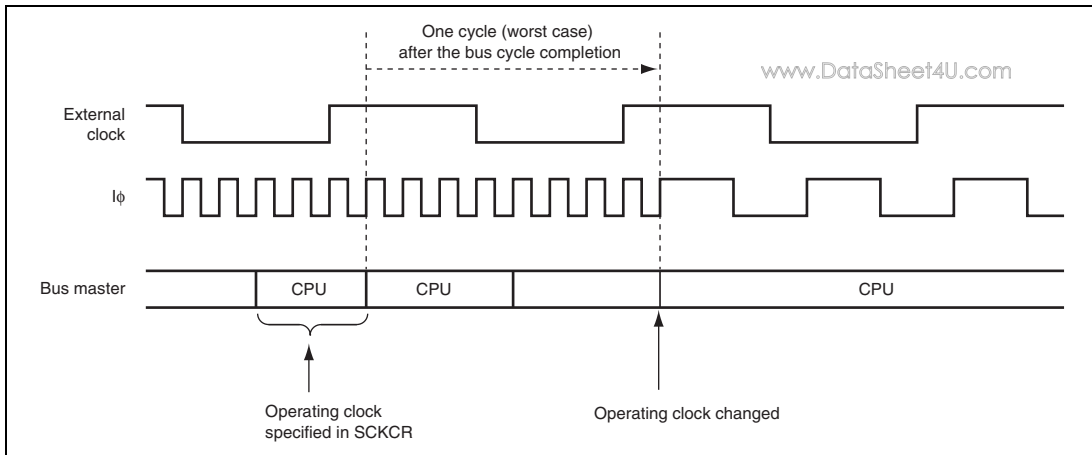 One cycle (worst case)
after the bus cycle completion
www.DataSheet4U.com
External
clock
Iϕ
Bus master
CPU
CPU
CPU
Operating clock
specified in SCKCR
Operating clock changed